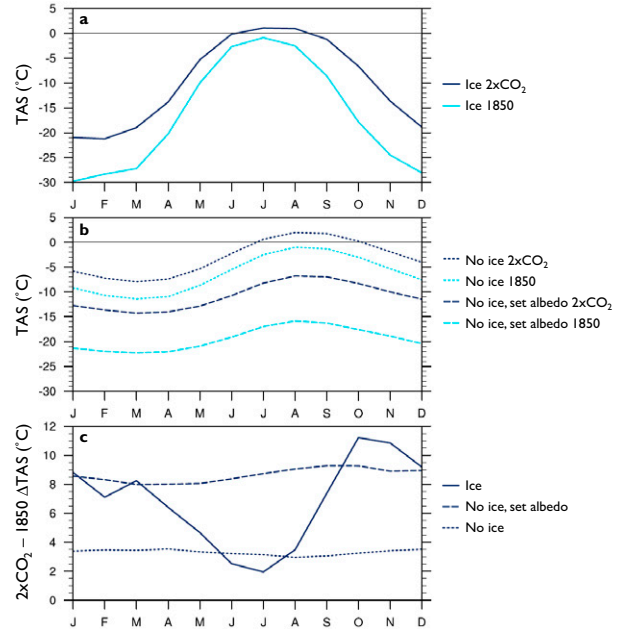 a
5
0
-5
-10
-15
-20
-25
-30
TAS (˚C)
J F M A M J J A S O N D
Ice 2xCO₂
Ice 1850
b
5
0
-5
-10
-15
-20
-25
-30
TAS (˚C)
J F M A M J J A S O N D
No ice 2xCO₂
No ice 1850
No ice, set albedo 2xCO₂
No ice, set albedo 1850
c
12
10
8
6
4
2
0
2xCO₂ – 1850 ΔTAS (˚C)
J F M A M J J A S O N D
Ice
No ice, set albedo
No ice